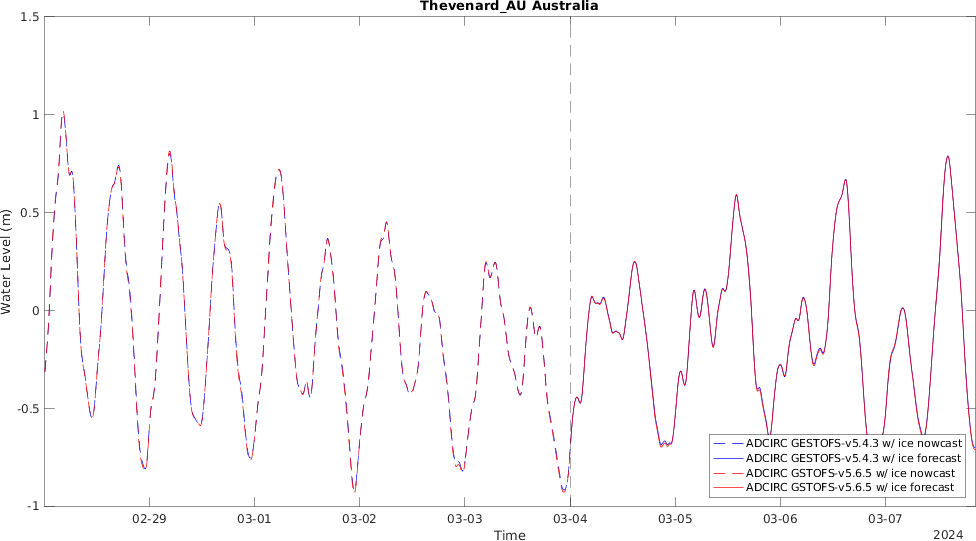 Thevenard_AU Australia
1.5
1
0.5
0
-0.5
-1
Water Level (m)
02-29
03-01
03-02
03-03
03-04
03-05
03-06
03-07
Time
2024
ADCIRC GESTOFS-v5.4.3 w/ ice nowcast
ADCIRC GESTOFS-v5.4.3 w/ ice forecast
ADCIRC GSTOFS-v5.6.5 w/ ice nowcast
ADCIRC GSTOFS-v5.6.5 w/ ice forecast